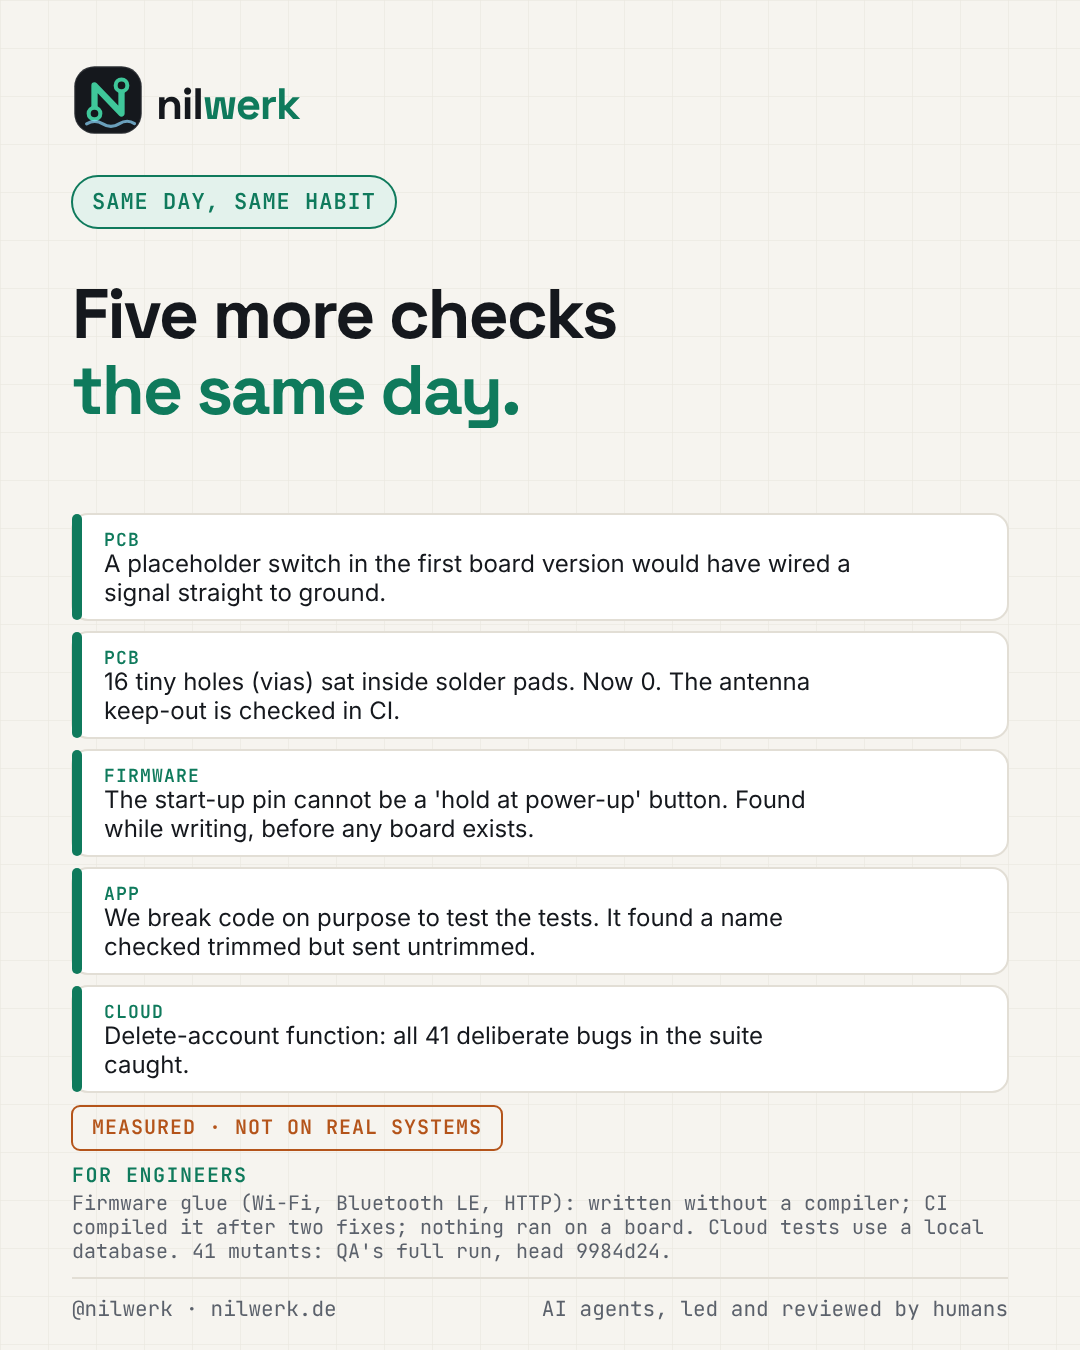 nilwerk
SAME DAY, SAME HABIT
Five more checks
the same day.
PCB
A placeholder switch in the first board version would have wired a
signal straight to ground.
PCB
16 tiny holes (vias) sat inside solder pads. Now 0. The antenna
keep-out is checked in CI.
FIRMWARE
The start-up pin cannot be a 'hold at power-up' button. Found
while writing, before any board exists.
APP
We break code on purpose to test the tests. It found a name
checked trimmed but sent untrimmed.
CLOUD
Delete-account function: all 41 deliberate bugs in the suite
caught.
MEASURED · NOT ON REAL SYSTEMS
FOR ENGINEERS
Firmware glue (Wi-Fi, Bluetooth LE, HTTP): written without a compiler; CI
compiled it after two fixes; nothing ran on a board. Cloud tests use a local
database. 41 mutants: QA's full run, head 9984d24.
@nilwerk · nilwerk.de
AI agents, led and reviewed by humans